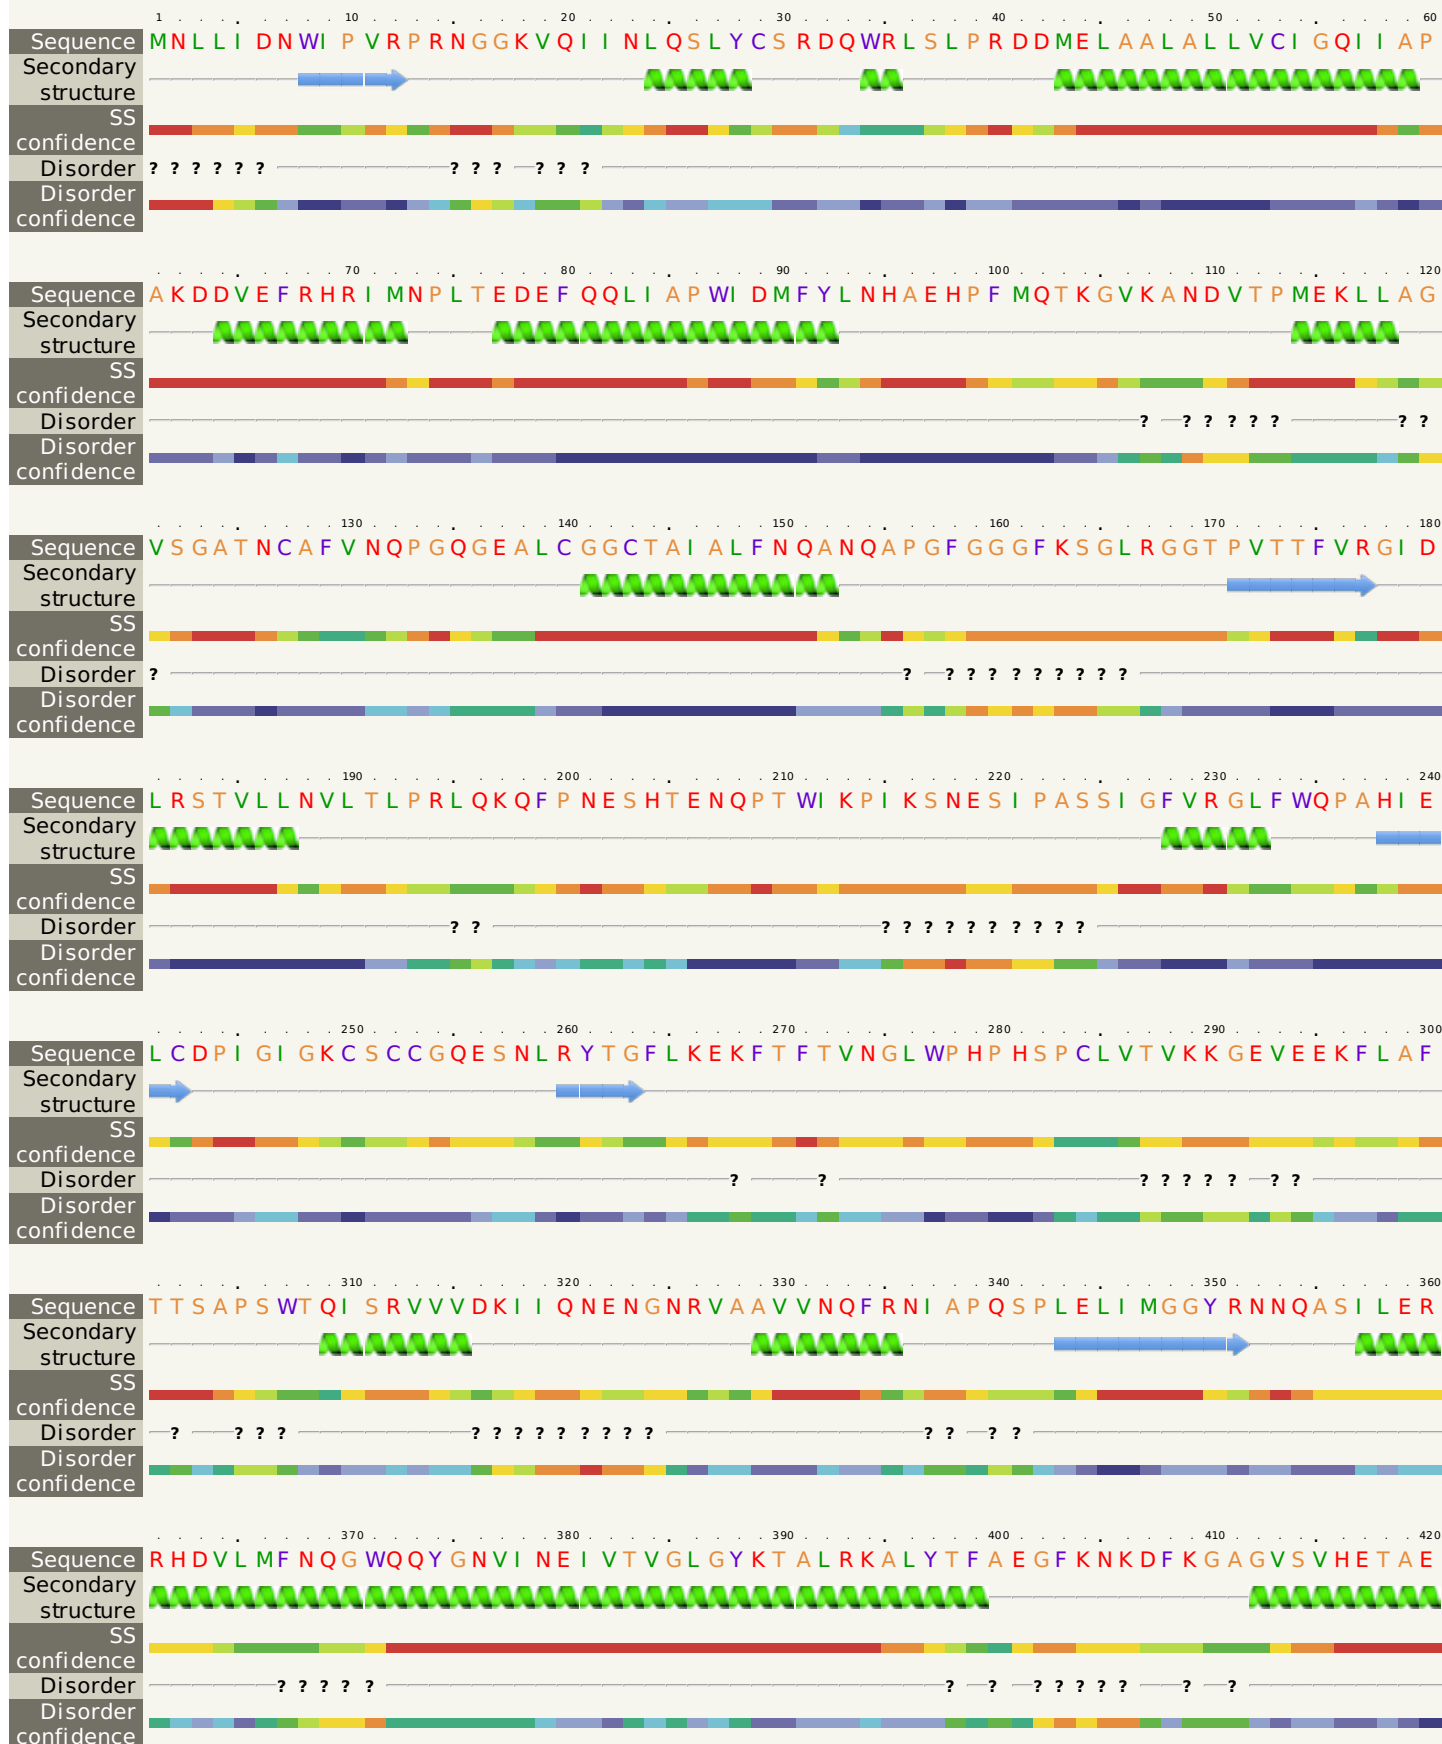 1 10 20 30 40 50 60
Sequence MNLLIDNWIPVRPRNGGKVQIINLQSLYCSRDQWRLSLPRDDMELAALALLVCIGQIIAP
Secondary
structure
SS
confidence
Disorder ? ? ? ? ? ? ? ? ? ? ? ?
Disorder
confidence
70 80 90 100 110 120
Sequence AKDDVEFRHRIMNPLTEDEFQQLIAPWIDMFYLNHAEHPFMQTKGVKANDVTPMEKLLAG
Secondary
structure
SS
confidence
Disorder ? ? ? ? ? ? ? ?
Disorder
confidence
130 140 150 160 170 180
Sequence VSGATNCAFVNQPGQGEALCGGCTAIALFNQANQAPGFGGGFKSGLRGGTPVTTFVRGID
Secondary
structure
SS
confidence
Disorder ? ? ? ? ? ? ? ? ? ? ?
Disorder
confidence
190 200 210 220 230 240
Sequence LRSTVLLNVLTLPRLQKQFPNESHTENQPTWIKPIKSNESIPASSIGFVRGLFWQPAHIE
Secondary
structure
SS
confidence
Disorder ? ? ? ? ? ? ? ? ? ? ? ?
Disorder
confidence
250 260 270 280 290 300
Sequence LCDPIGIGKCSCCGQESNLRYTGFLKEKFTFTVNGLWPHPHSPCLVTVKKGEVEEKFLAF
Secondary
structure
SS
confidence
Disorder ? ? ? ? ? ? ? ? ?
Disorder
confidence
310 320 330 340 350 360
Sequence TTSAPSWTQISRVVVDKIIQNENGNRVAAVVNQFRNIAPQSPLELIMGGYRNNQASILER
Secondary
structure
SS
confidence
Disorder ? ? ? ? ? ? ? ? ? ? ? ? ? ? ? ? ?
Disorder
confidence
370 380 390 400 410 420
Sequence RHDVLMFNQGWQQYGNVINEIVTVGLGYKTALRKALYTFAEGFKNKDFKGAGVSVHETAE
Secondary
structure
SS
confidence
Disorder ? ? ? ? ? ? ? ? ? ? ? ? ? ?
Disorder
confidence